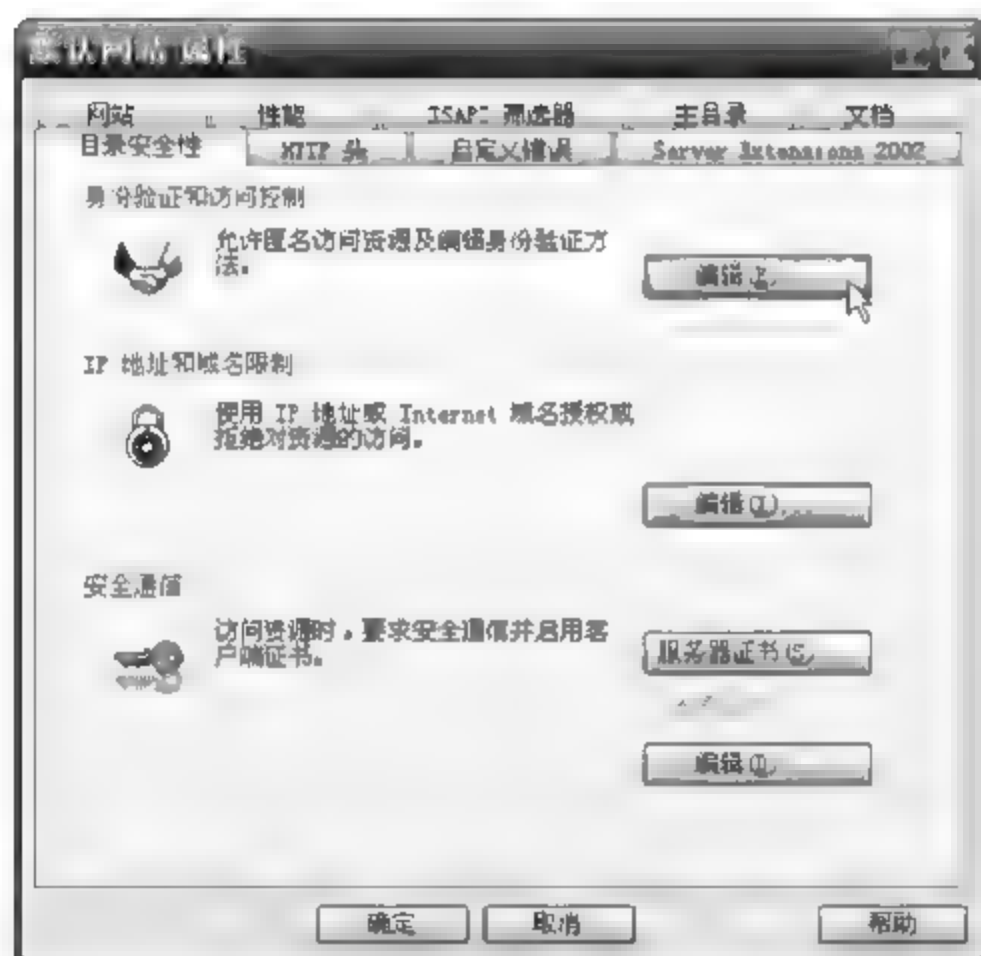 默认网站 属性
网站 性能 ISAPI 筛选器 主目录 文档
目录安全性 HTTP 头 自定义错误 Server Extensions 2002
身份验证和访问控制
允许匿名访问资源及编辑身份验证方
法。
编辑
IP 地址和域名限制
使用 IP 地址或 Internet 域名授权或
拒绝对资源的访问。
编辑(I)...
安全通信
访问资源时，要求安全通信并启用客
户端证书。
服务器证书(S)
编辑
确定 取消 帮助